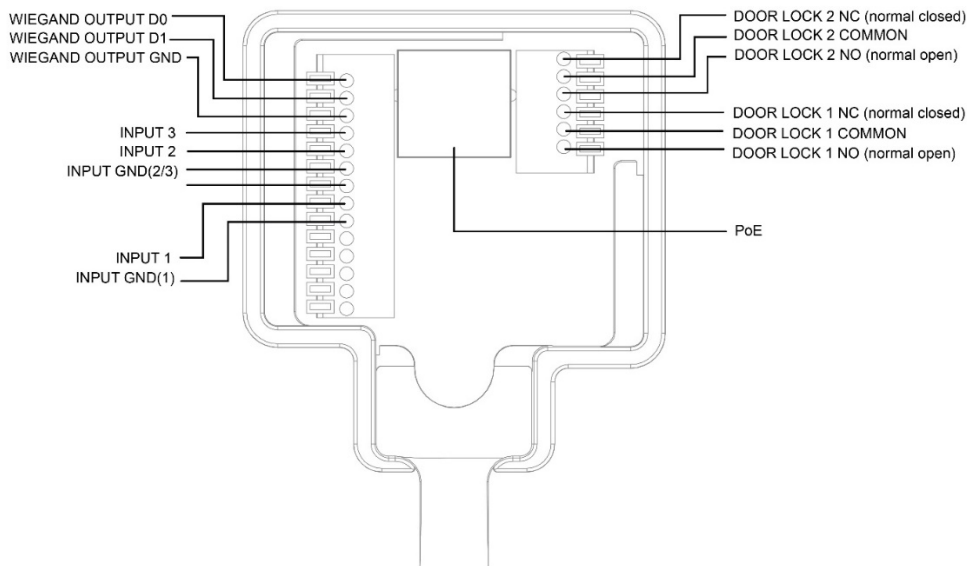 WIEGAND OUTPUT D0
WIEGAND OUTPUT D1
WIEGAND OUTPUT GND
INPUT 3
INPUT 2
INPUT GND(2/3)
INPUT 1
INPUT GND(1)
DOOR LOCK 2 NC (normal closed)
DOOR LOCK 2 COMMON
DOOR LOCK 2 NO (normal open)
DOOR LOCK 1 NC (normal closed)
DOOR LOCK 1 COMMON
DOOR LOCK 1 NO (normal open)
PoE